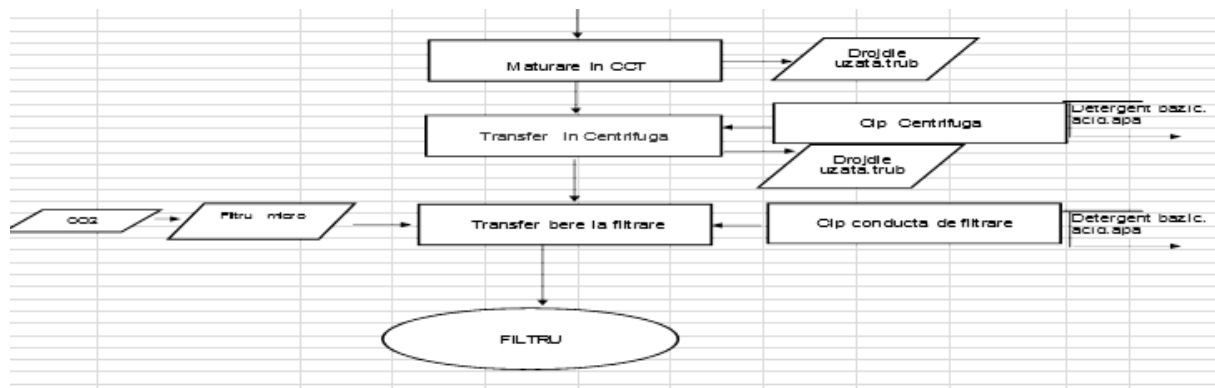 Drojdie
uzata.trub
Maturare in CCT
Detergent bazic.
acid.apa
Cip Centrifuga
Transfer in Centrifuga
Drojdie
uzata.trub
CO2
Filtru micro
Transfer bere la filtrare
Cip conducta de filtrare
Detergent bazic.
acid.apa
FILTRU